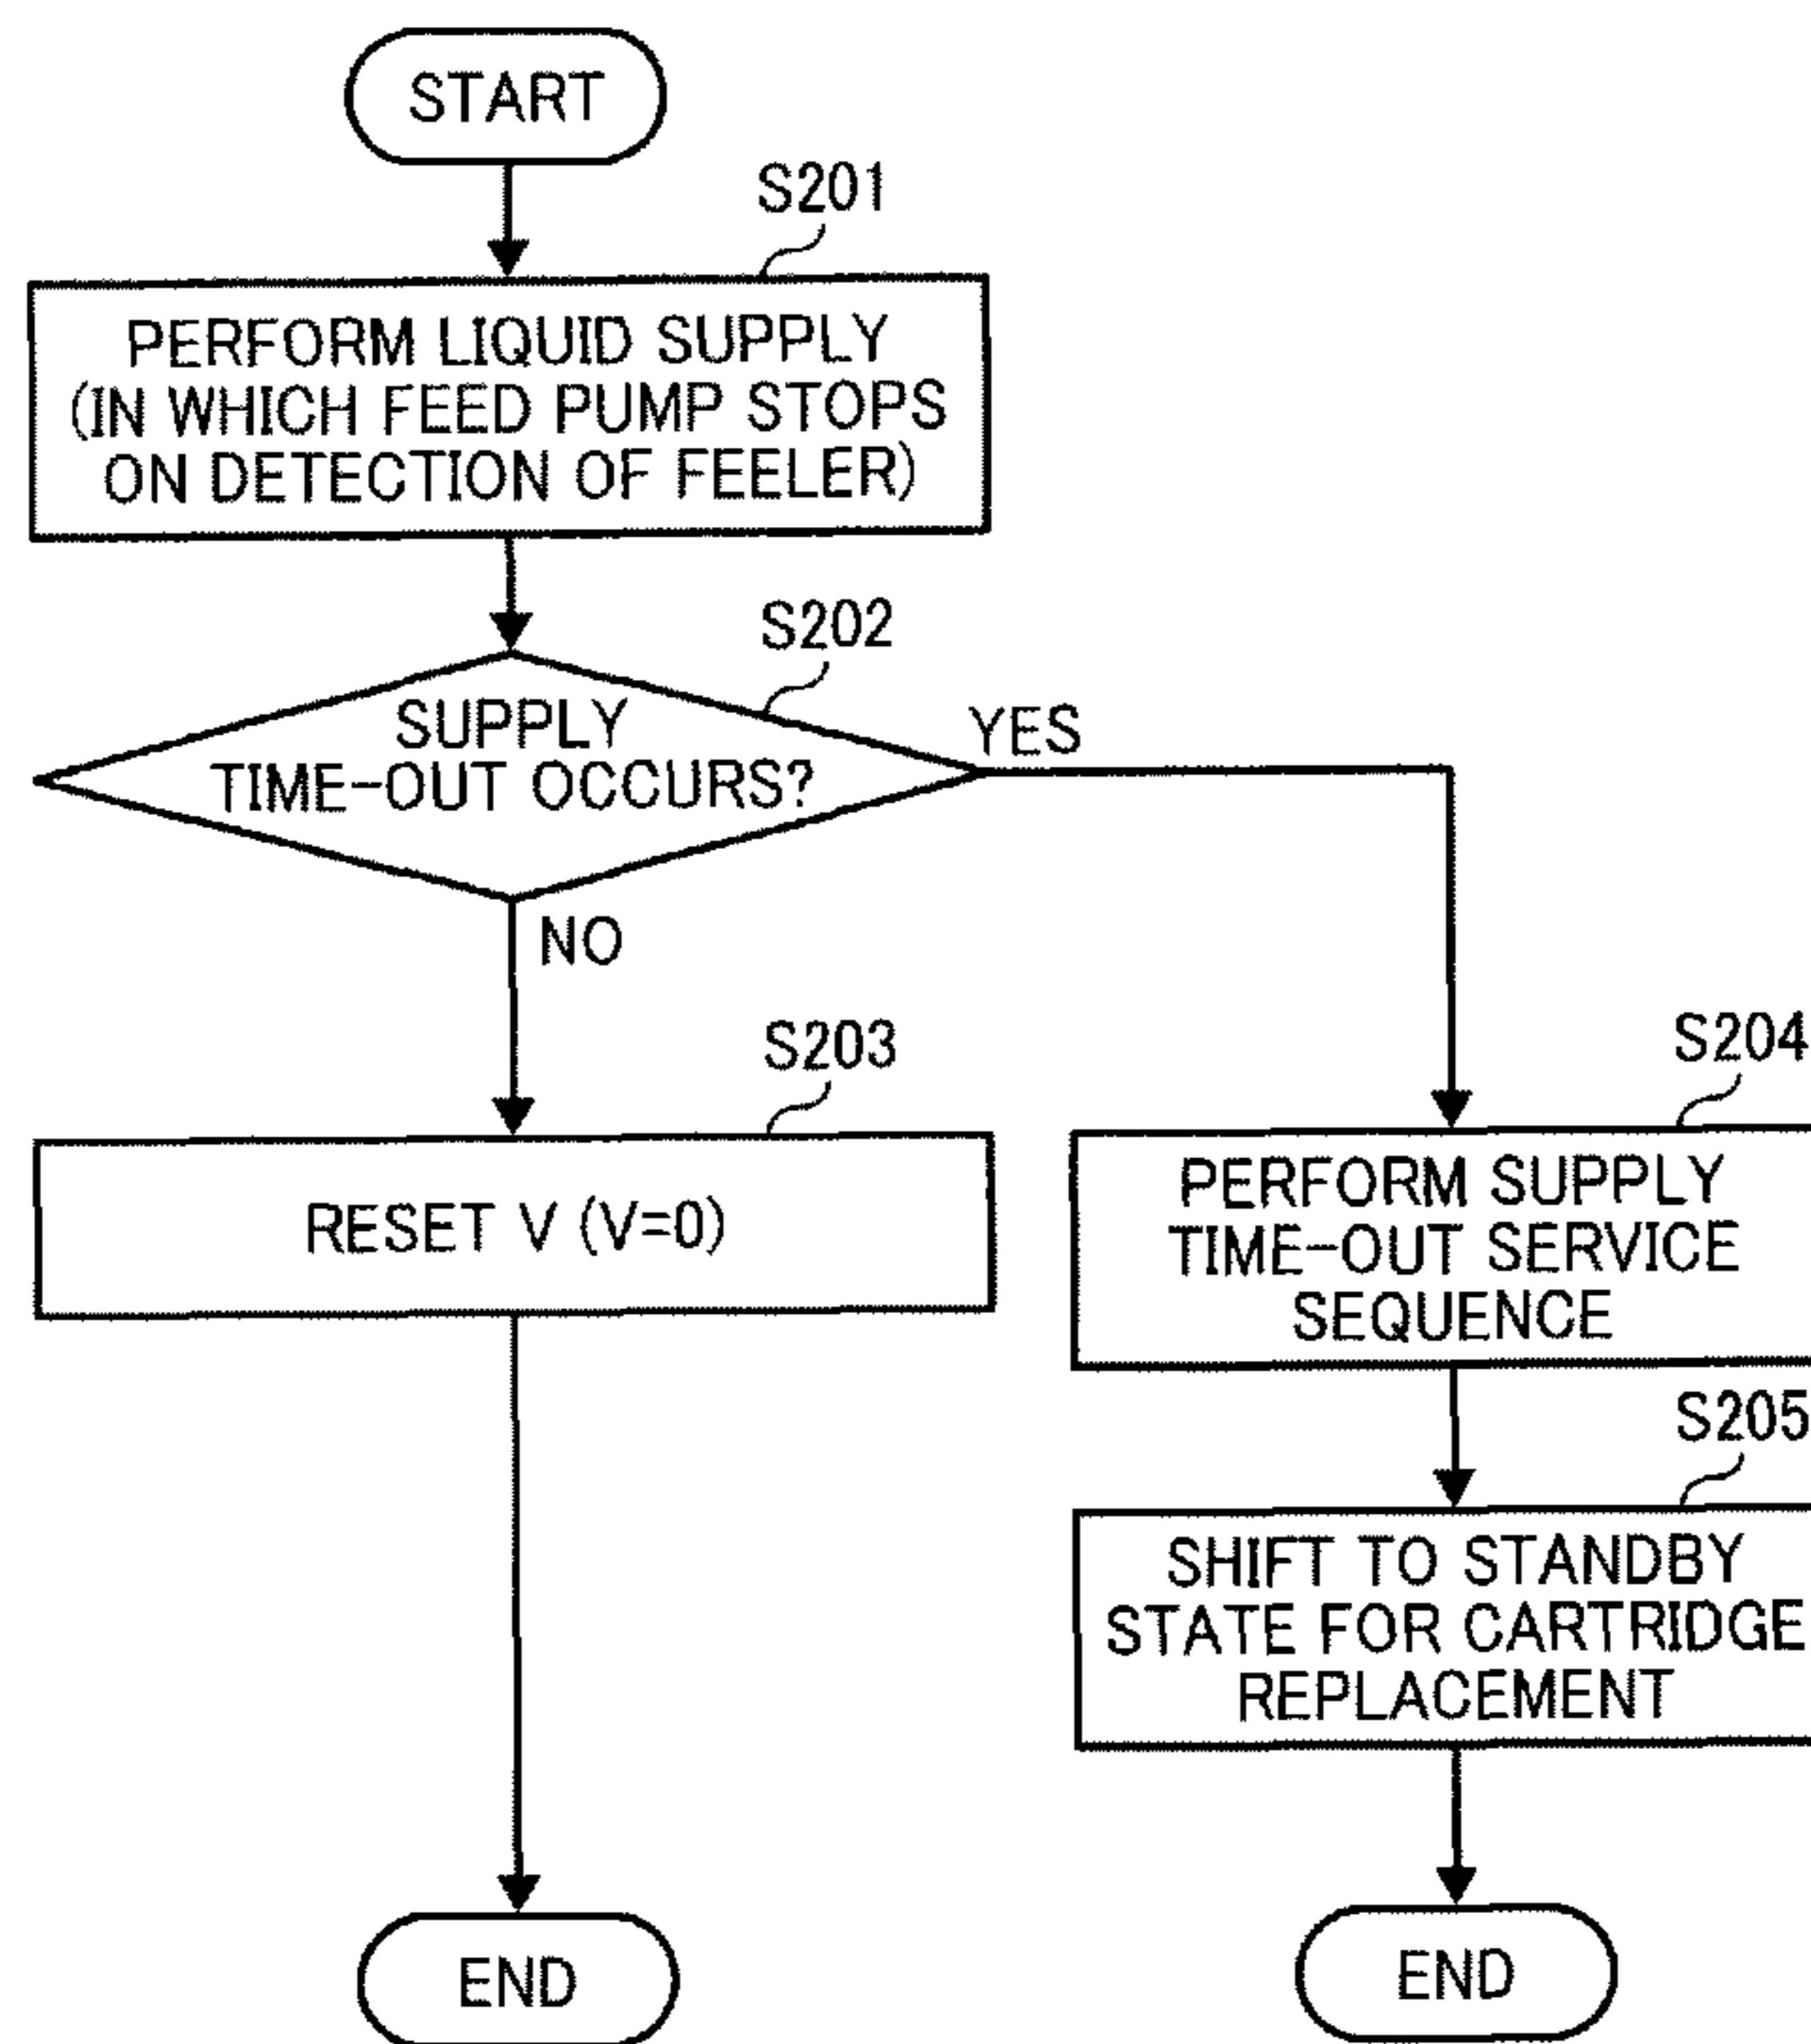 START
S201
PERFORM LIQUID SUPPLY
(IN WHICH FEED PUMP STOPS
ON DETECTION OF FEELER)
S202
SUPPLY
TIME-OUT OCCURS?
YES
NO
S203
RESET V (V=0)
S204
PERFORM SUPPLY
TIME-OUT SERVICE
SEQUENCE
S205
SHIFT TO STANDBY
STATE FOR CARTRIDGE
REPLACEMENT
END
END